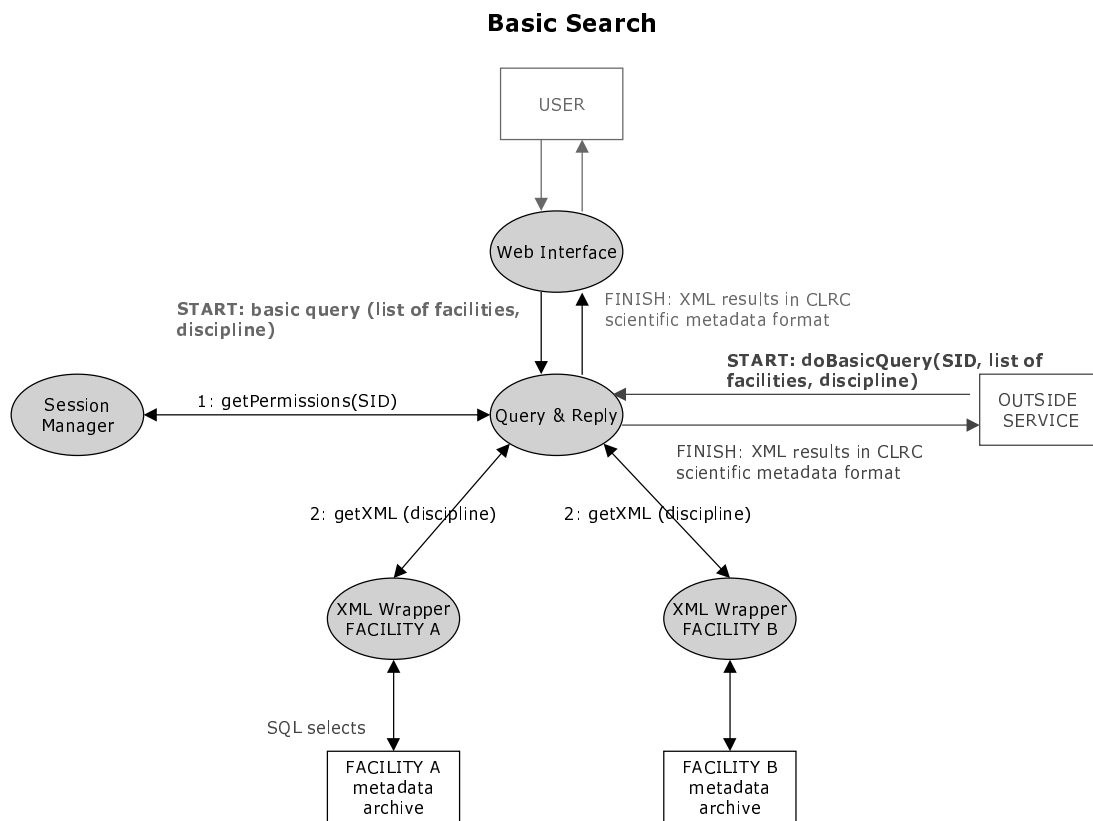 Basic Search
USER
Web Interface
START: basic query (list of facilities,
discipline)
FINISH: XML results in CLRC
scientific metadata format
START: doBasicQuery(SID, list of
facilities, discipline)
Session
Manager
1: getPermissions(SID)
Query & Reply
OUTSIDE
SERVICE
FINISH: XML results in CLRC
scientific metadata format
2: getXML (discipline)
2: getXML (discipline)
XML Wrapper
FACILITY A
XML Wrapper
FACILITY B
SQL selects
FACILITY A
metadata
archive
FACILITY B
metadata
archive